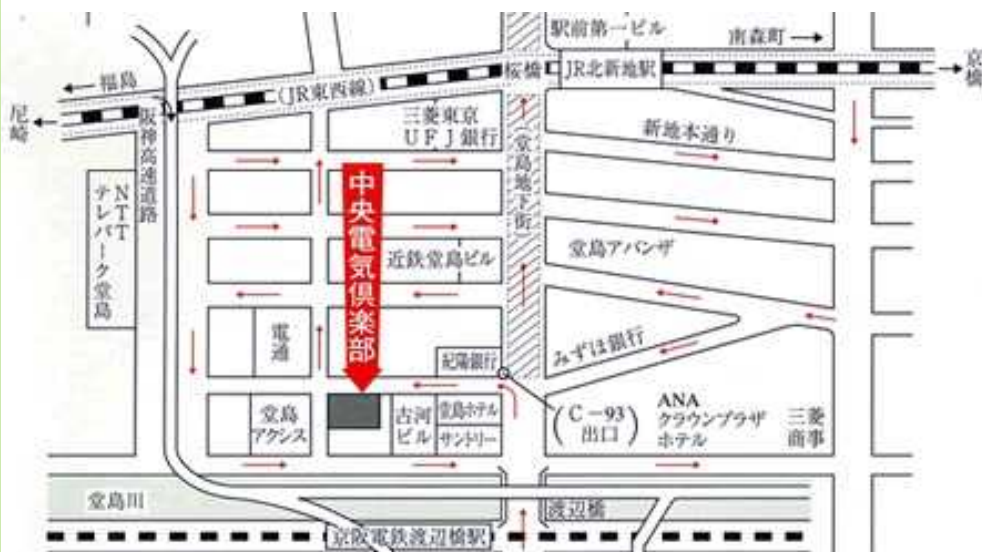 駅前第一ビル
南森町
京橋
福島
尼崎
(JR東西線)
桜橋
JR北新地駅
阪神高速道路
三菱東京
UFJ銀行
(堂島地下街)
新地本通り
NTT
テレパーク堂島
中央電気倶楽部
近鉄堂島ビル
堂島アバンザ
電通
紀陽銀行
みずほ銀行
堂島
アクシス
古河
ビル
堂島ホテル
サントリー
(C-93
出口)
ANA
クラウンプラザ
ホテル
三菱
商事
堂島川
渡辺橋
京阪電鉄渡辺橋駅